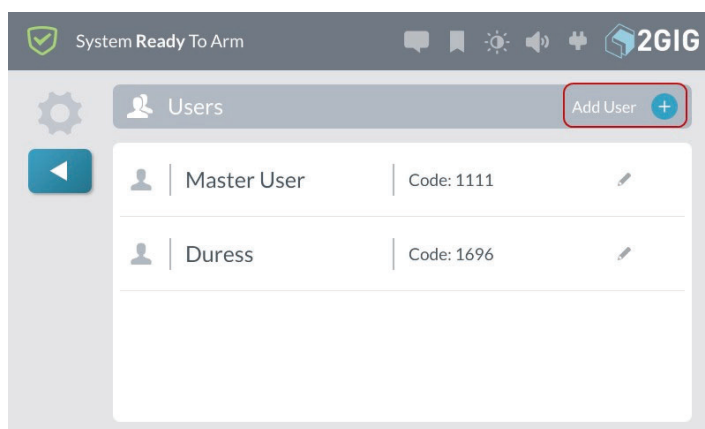 System Ready To Arm
2GIG
Users
Add User
Master User
Code: 1111
Duress
Code: 1696